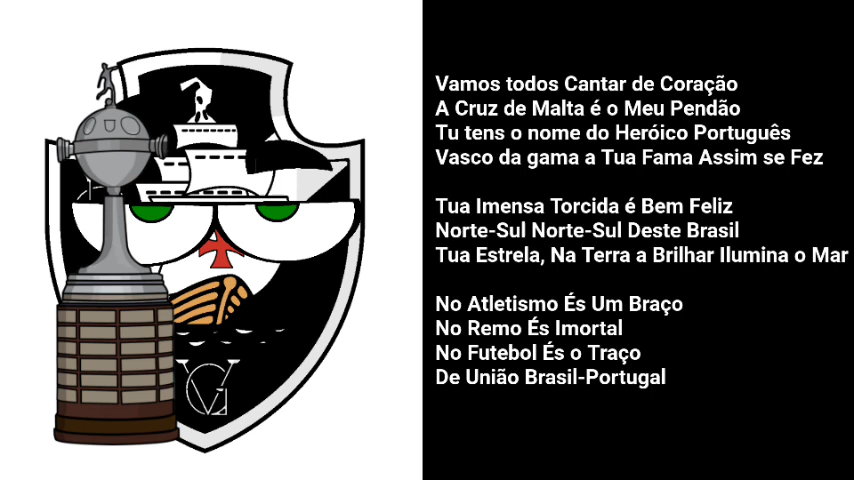 Vamos todos Cantar de Coração
A Cruz de Malta é o Meu Pendão
Tu tens o nome do Heróico Português
Vasco da gama a Tua Fama Assim se Fez
Tua Imensa Torcida é Bem Feliz
Norte-Sul Norte-Sul Deste Brasil
Tua Estrela, Na Terra a Brilhar Ilumina o Mar
No Atletismo És Um Braço
No Remo És Imortal
No Futebol És o Traço
De União Brasil-Portugal
VG